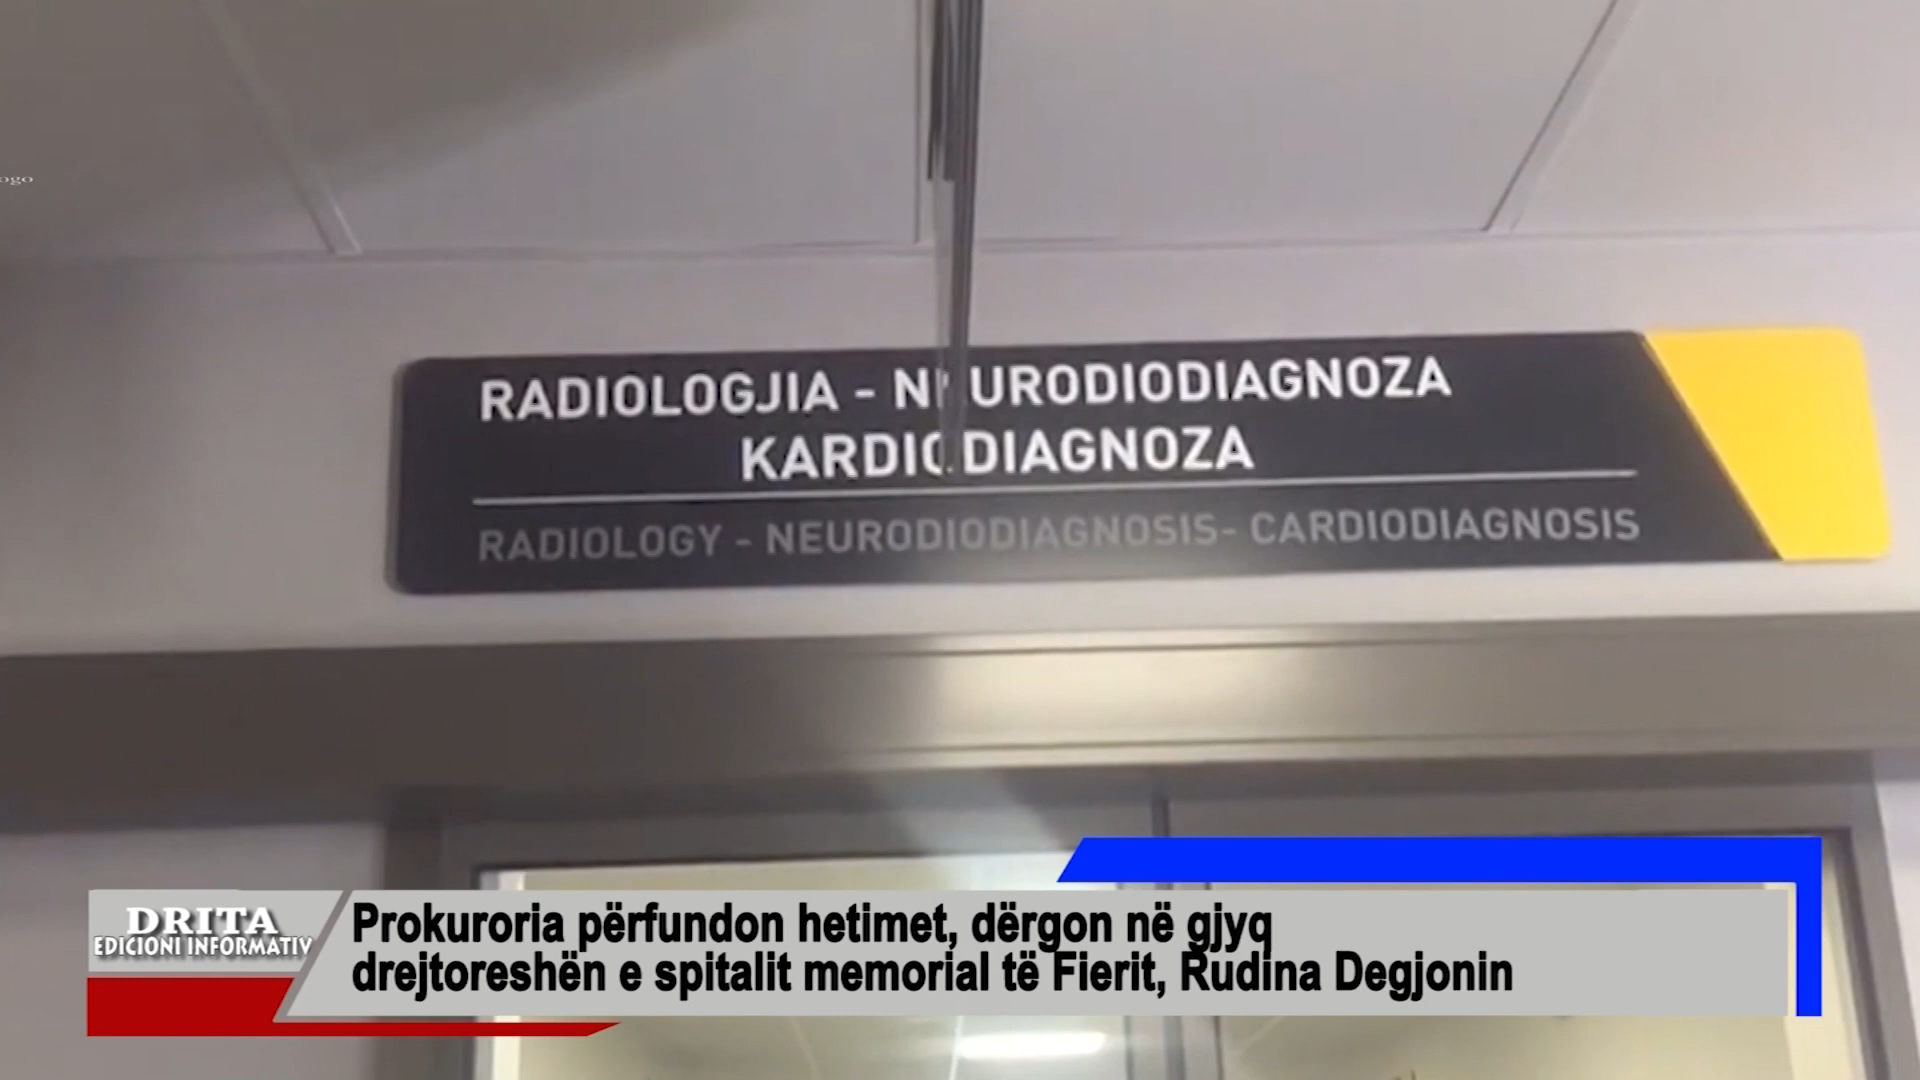 ogo
RADIOLOGJIA - NEURODIODIAGNOZA
KARDIODIAGNOZA
RADIOLOGY - NEURODIODIAGNOSIS- CARDIODIAGNOSIS
DRITA
EDICIONI INFORMATIV
Prokuroria përfundon hetimet, dërgon në gjyq
drejtoreshën e spitalit memorial të Fierit, Rudina Degjonin